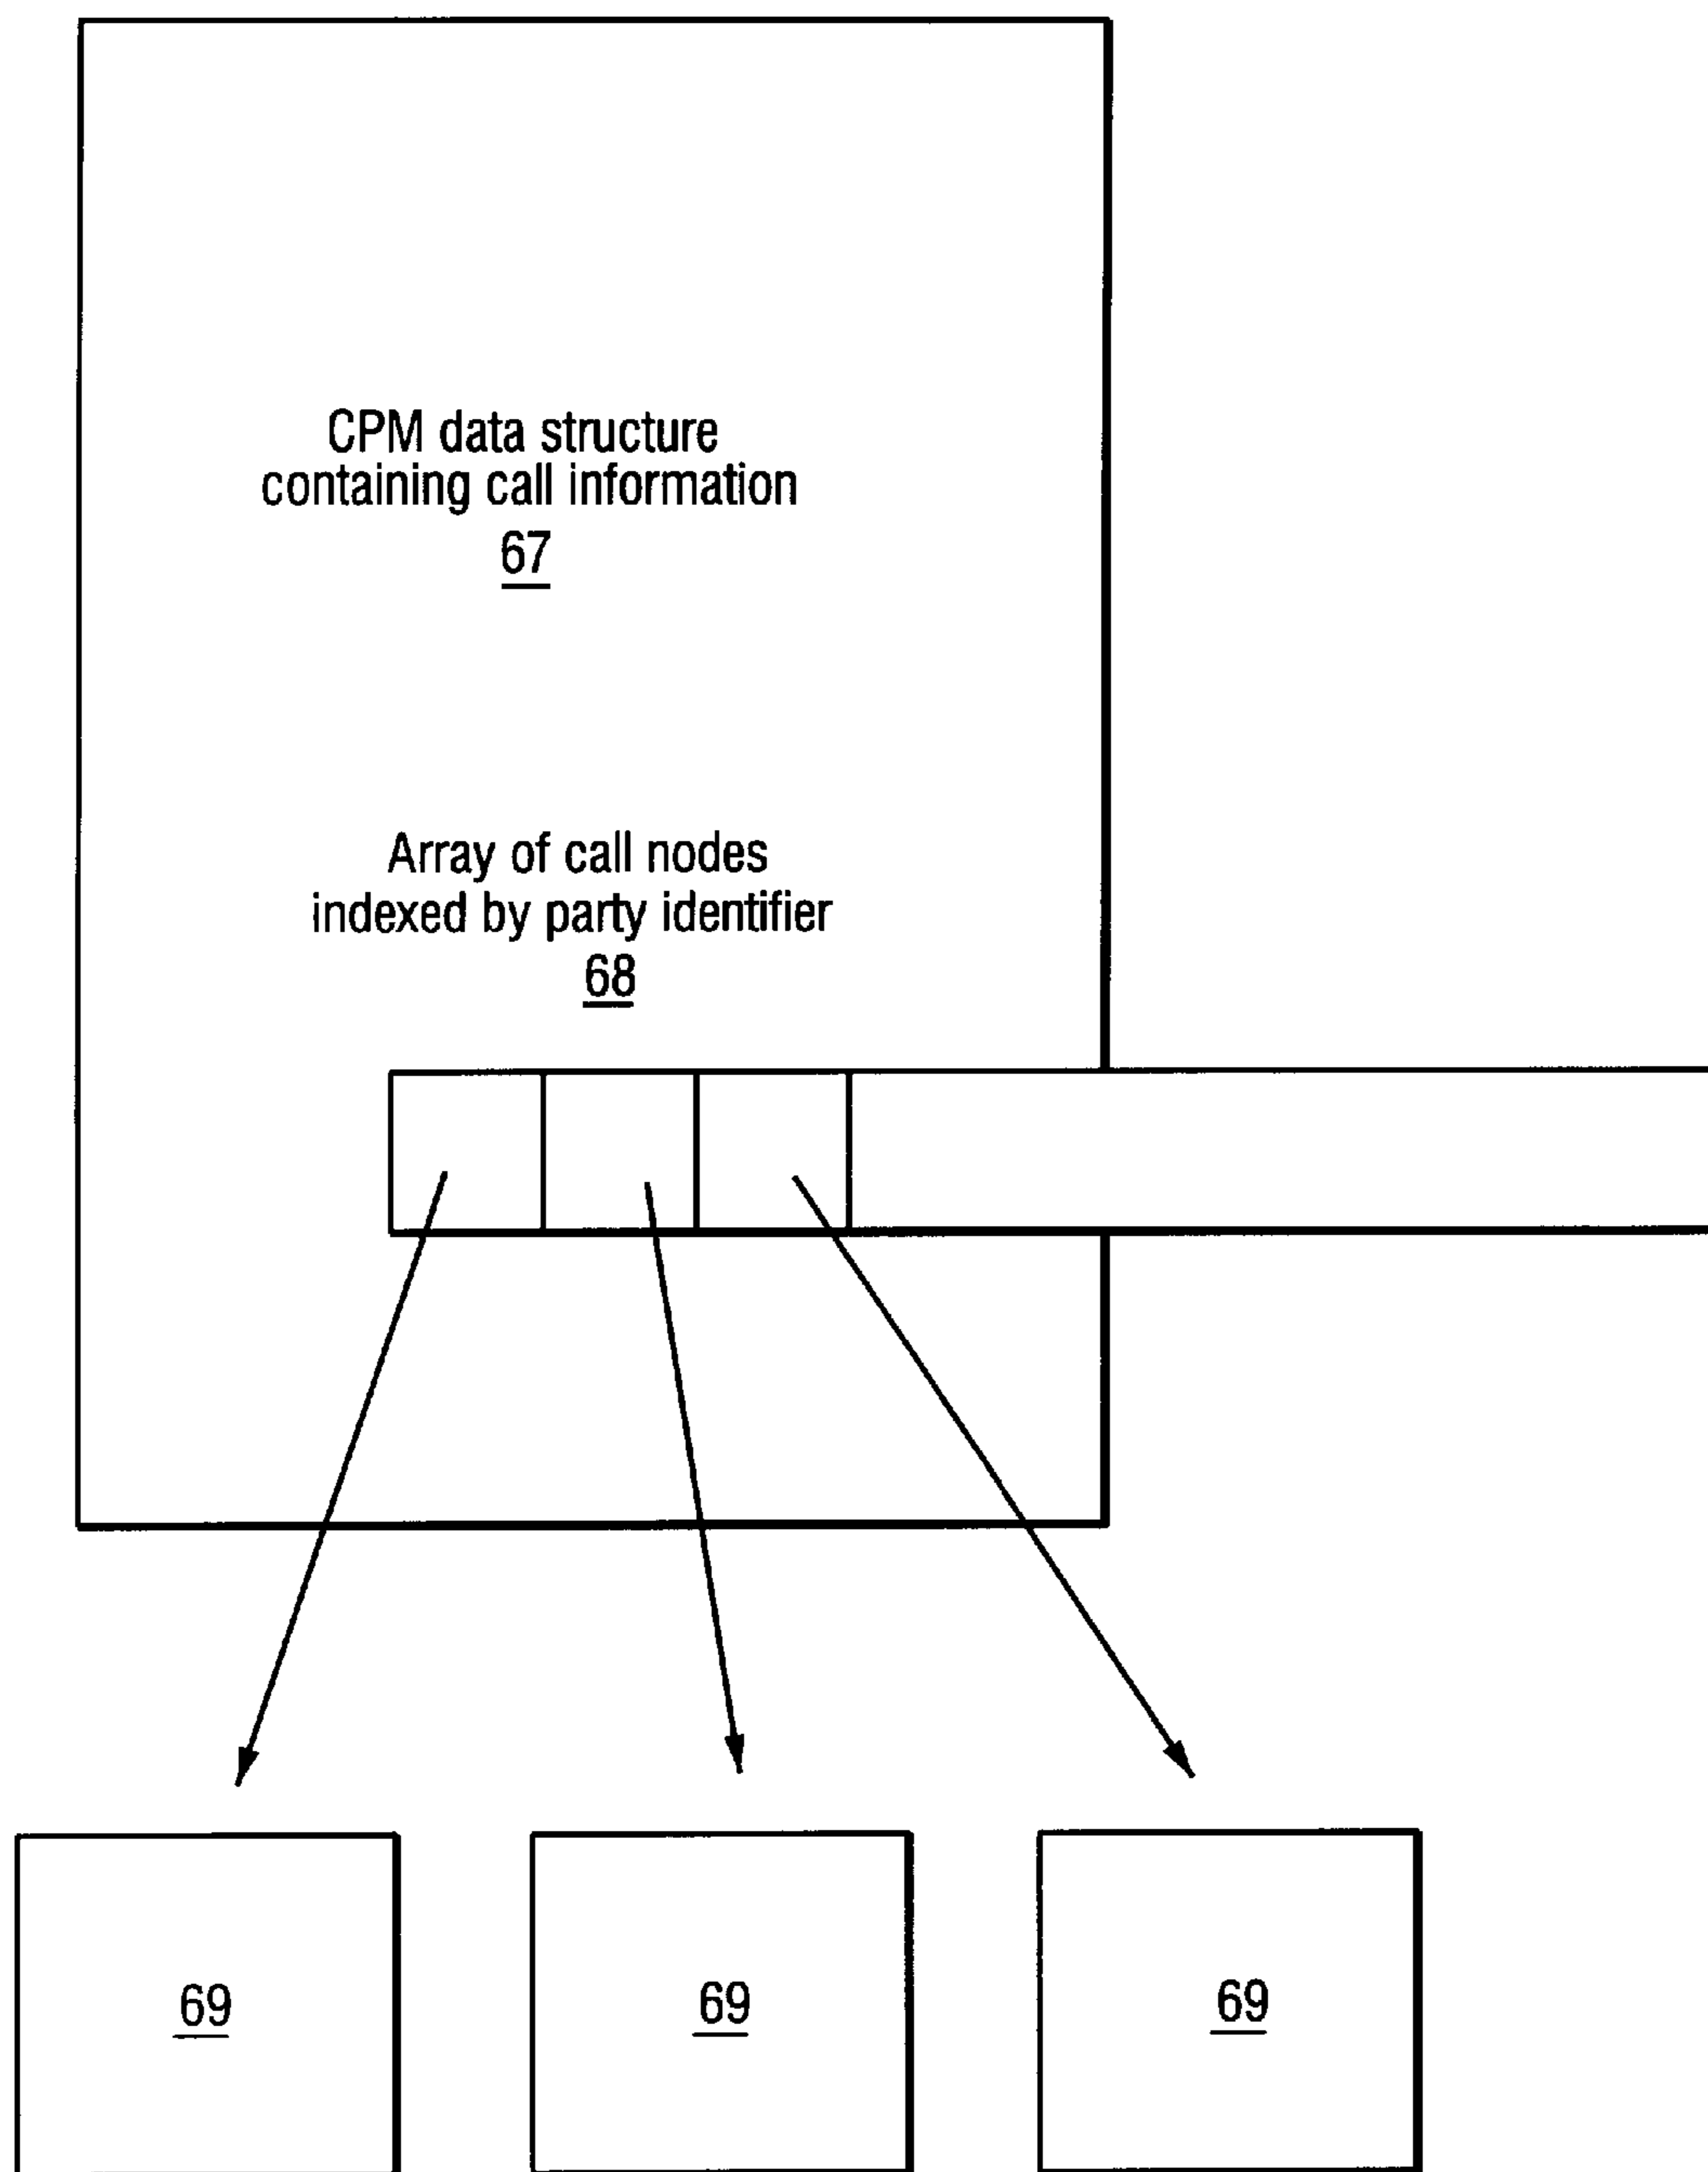 CPM data structure
containing call information
67
Array of call nodes
indexed by party identifier
68
69 69 69